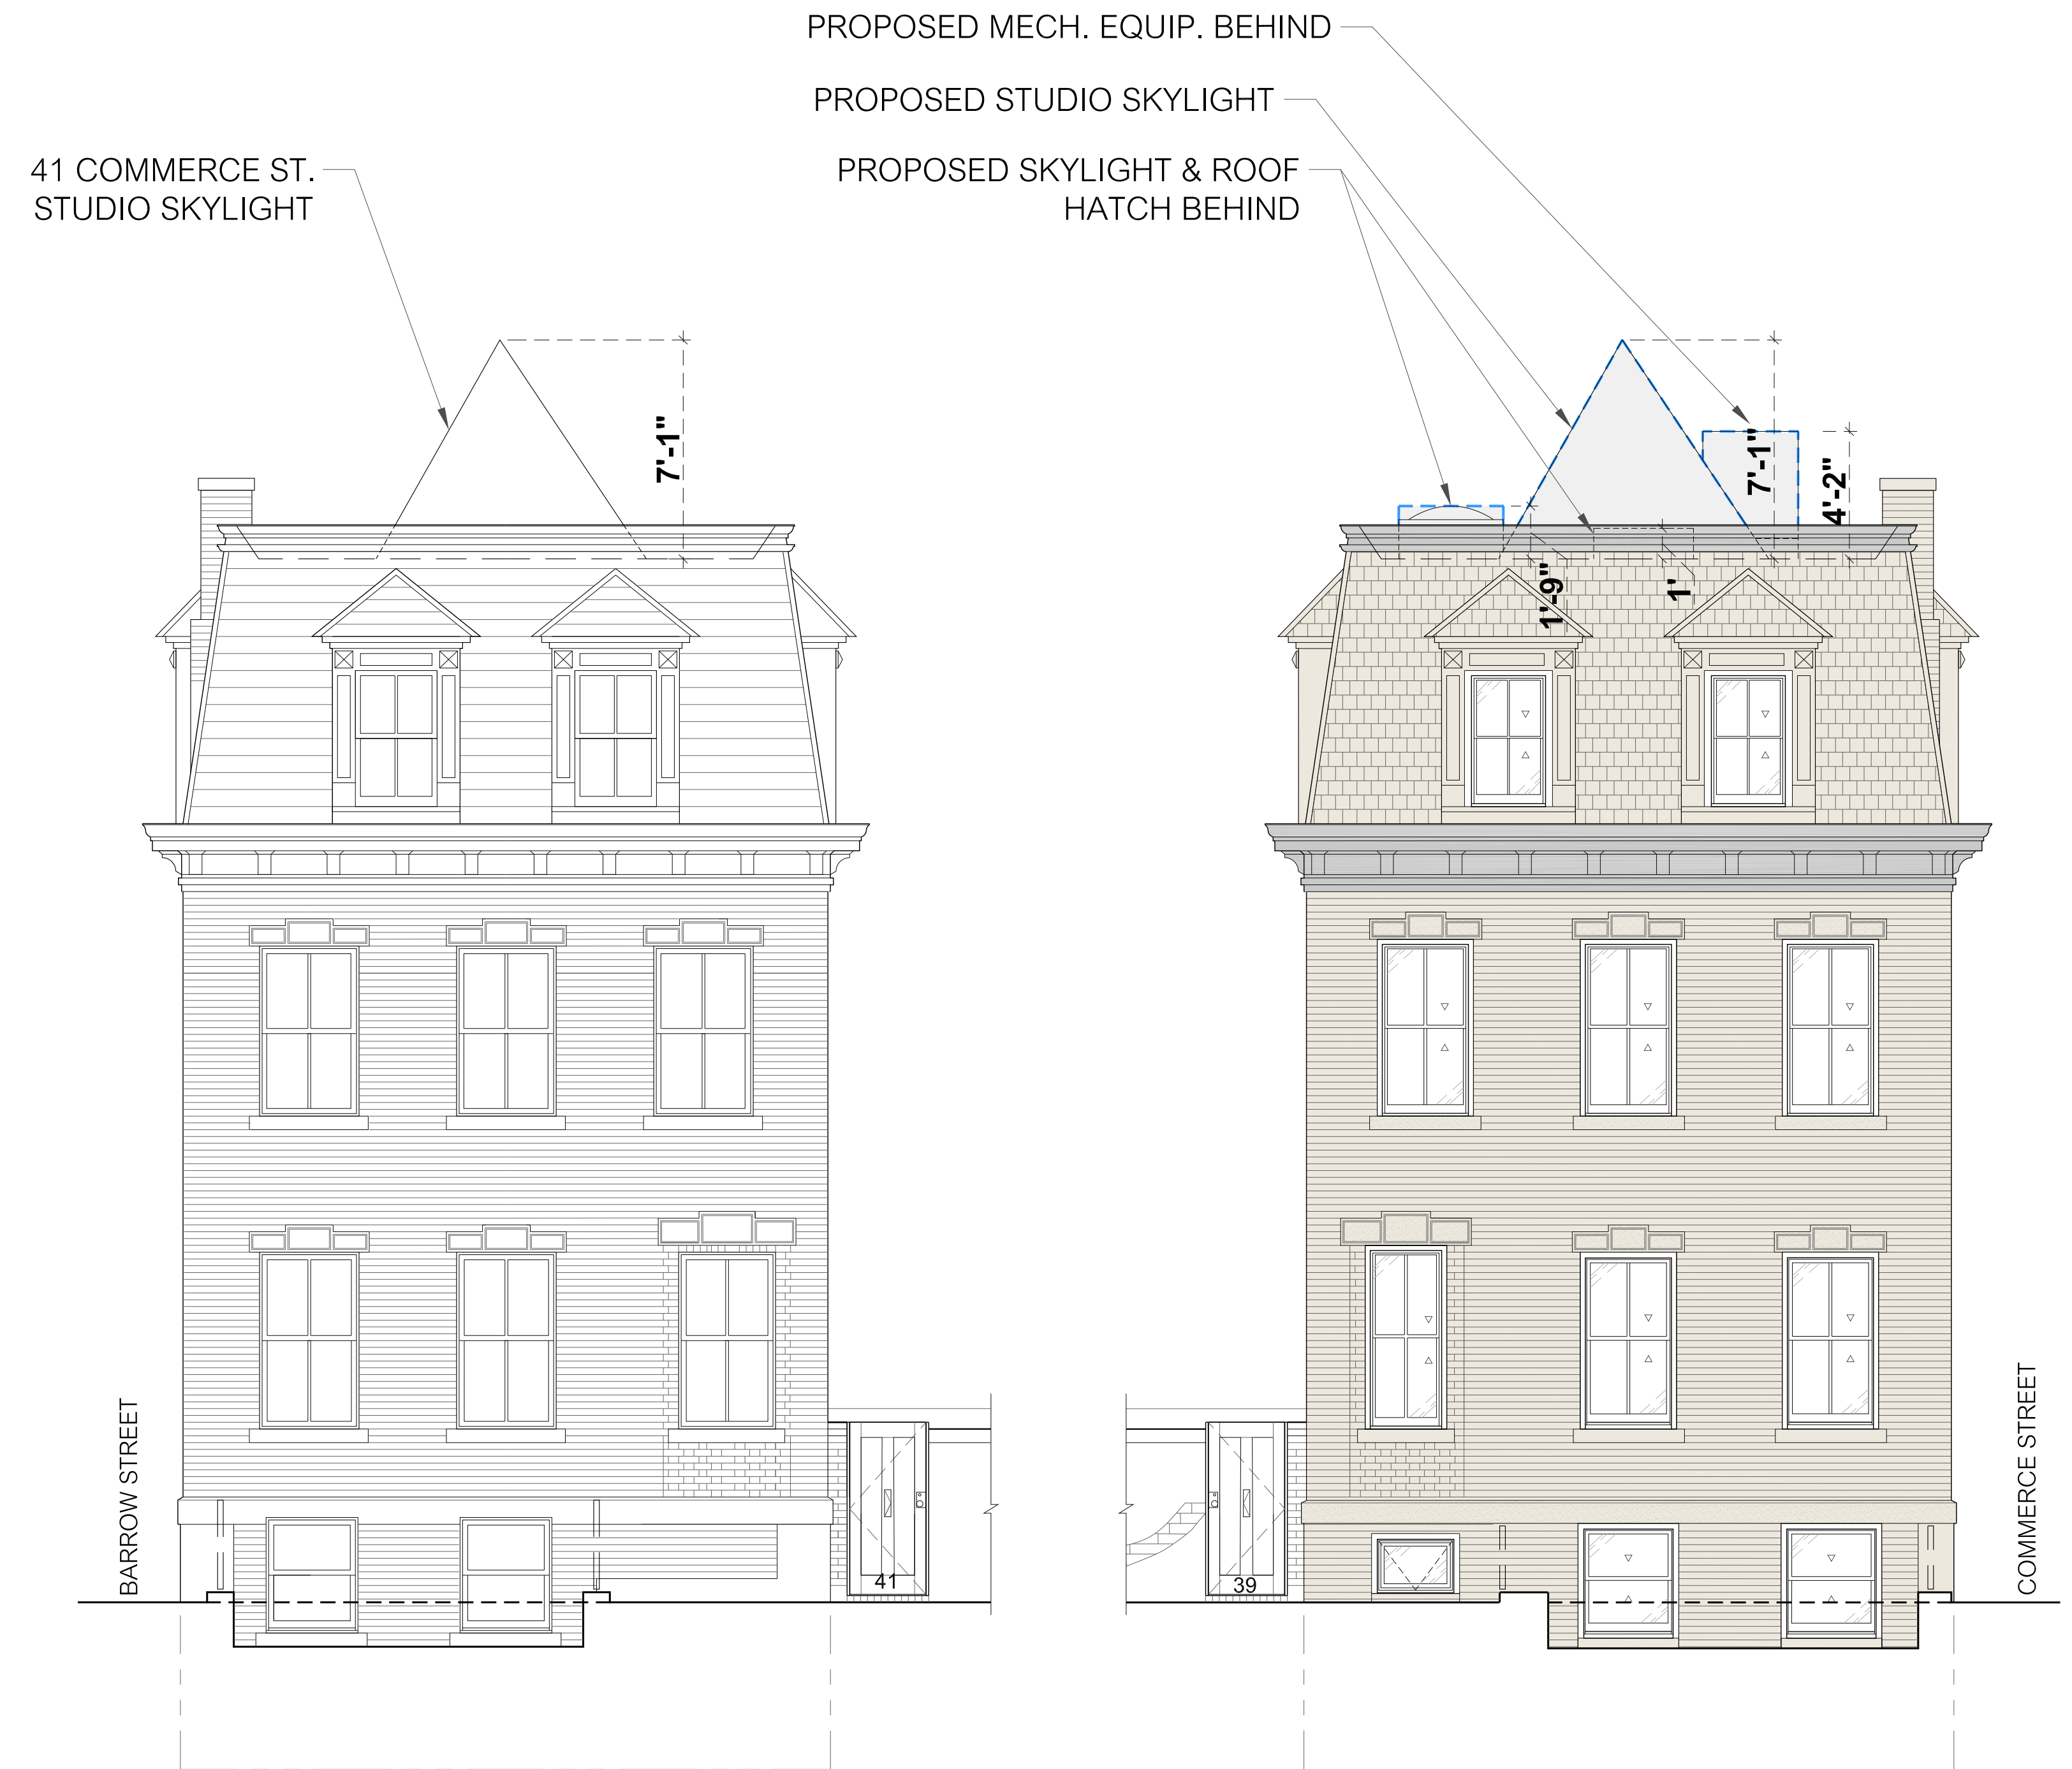 PROPOSED MECH. EQUIP. BEHIND
PROPOSED STUDIO SKYLIGHT
41 COMMERCE ST.
STUDIO SKYLIGHT
PROPOSED SKYLIGHT & ROOF
HATCH BEHIND
7'-1"
7'-1"
4'-2"
1'-9"
1'
BARROW STREET
41
39
COMMERCE STREET